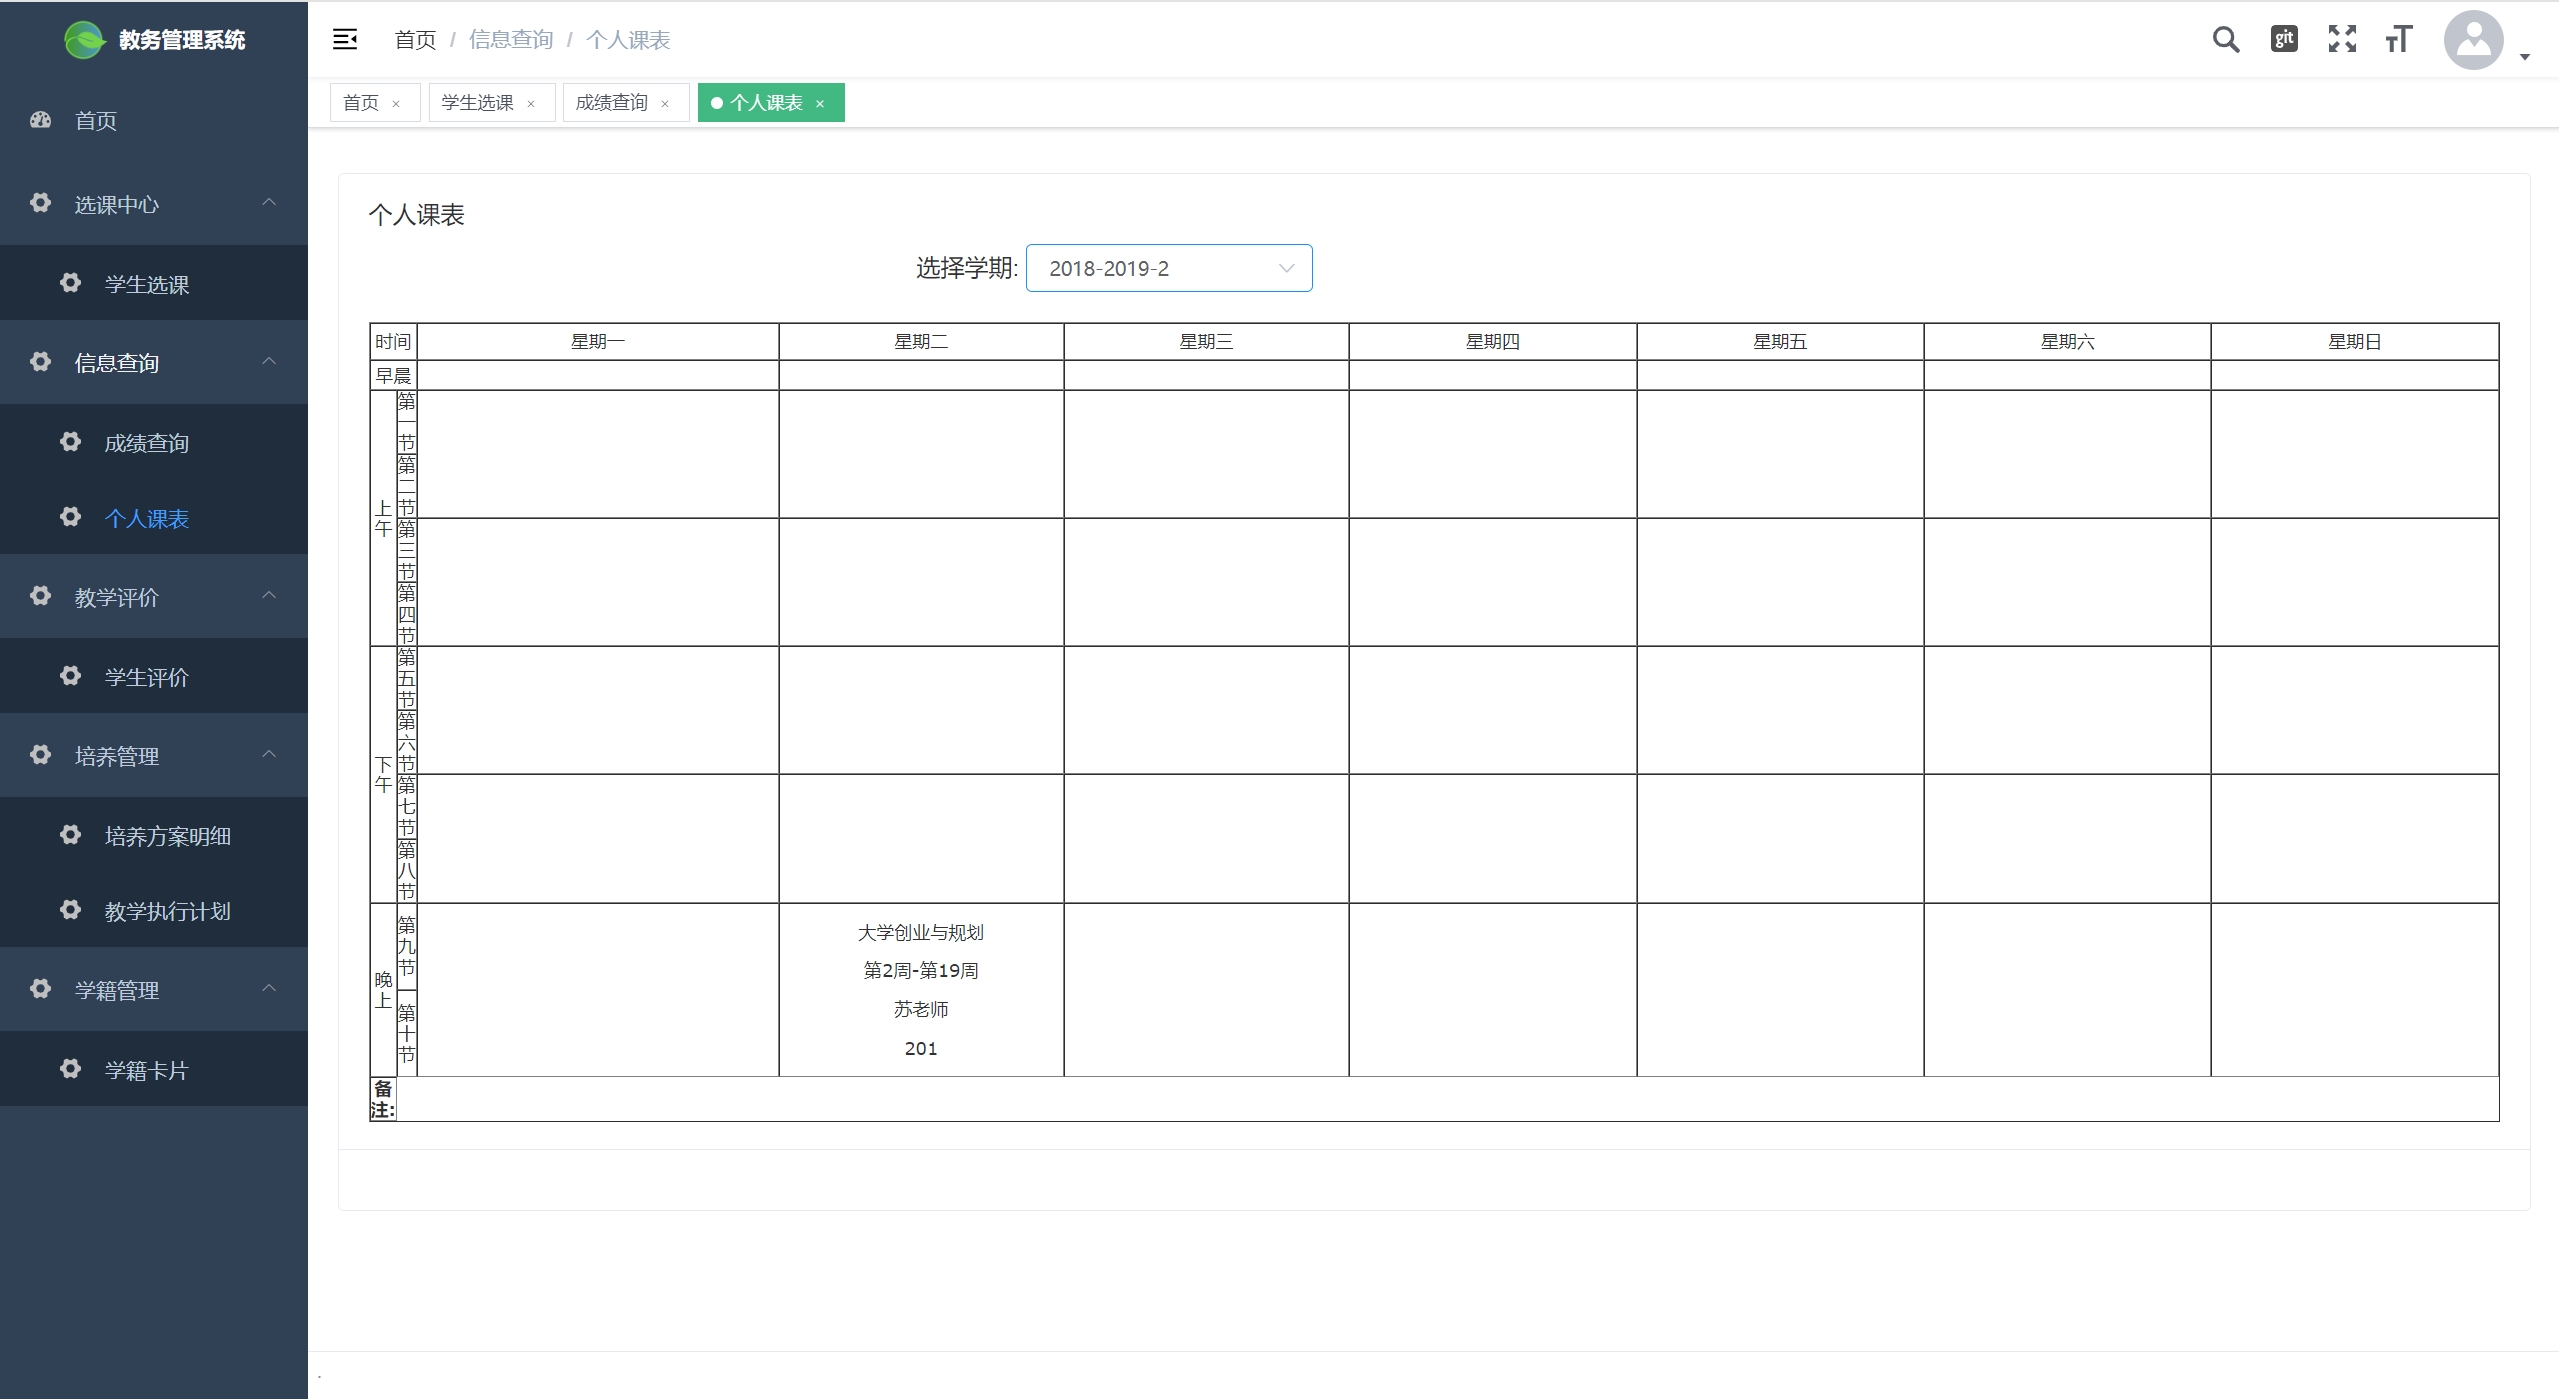 教务管理系统
首页
选课中心
学生选课
信息查询
成绩查询
个人课表
教学评价
学生评价
培养管理
培养方案明细
教学执行计划
学籍管理
学籍卡片
首页 / 信息查询 / 个人课表
git
首页 × 学生选课 × 成绩查询 × 个人课表 ×
个人课表
选择学期: 2018-2019-2
时间 星期一 星期二 星期三 星期四 星期五 星期六 星期日
早晨
上午
第一节
第二节
第三节
第四节
下午
第五节
第六节
第七节
第八节
晚上
第九节
第十节
大学创业与规划
第2周-第19周
苏老师
201
备注:
.